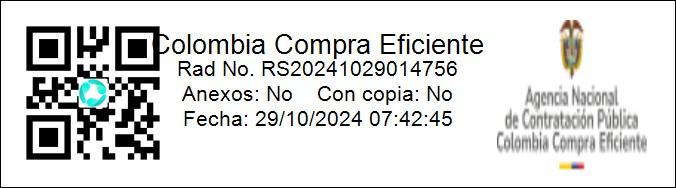 Colombia Compra Eficiente
Rad No. RS20241029014756
Anexos: No Con copia: No
Fecha: 29/10/2024 07:42:45
Agencia Nacional
de Contratación Pública
Colombia Compra Eficiente